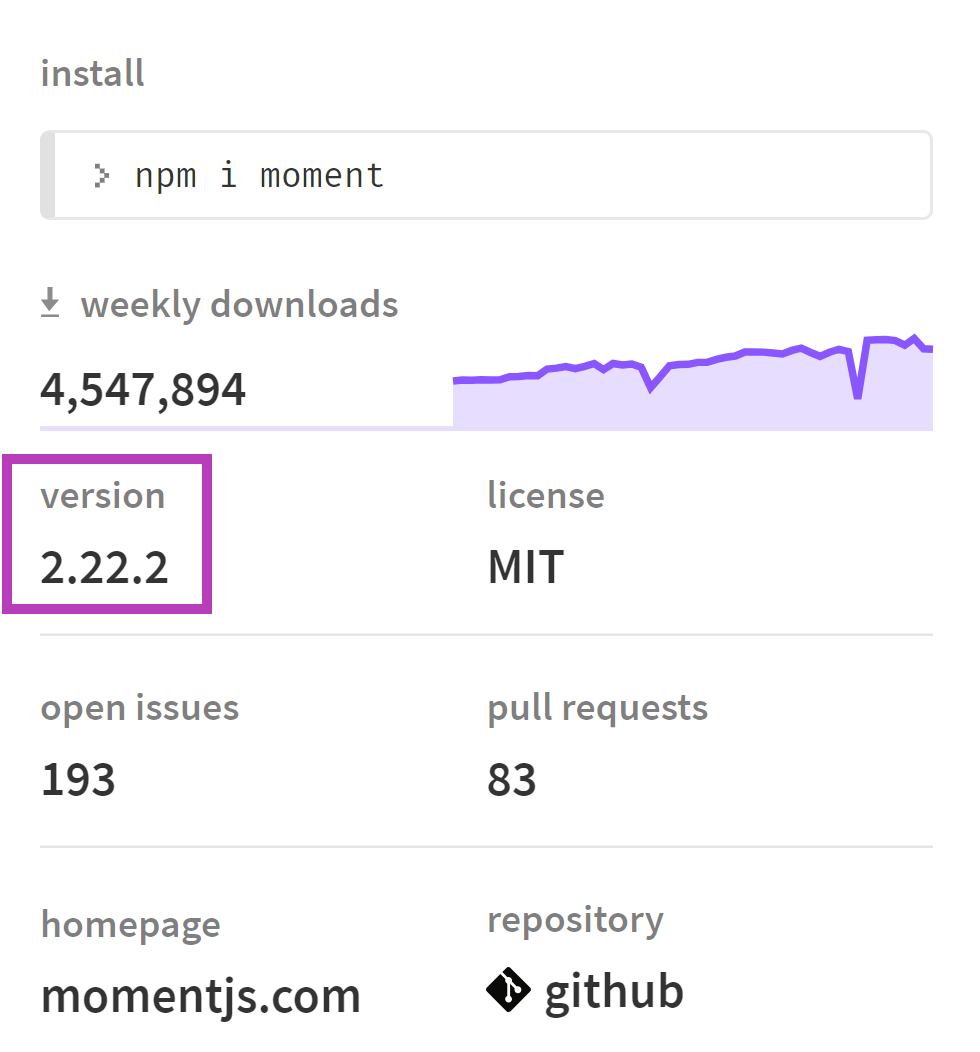 install
npm i moment
weekly downloads
4,547,894
version
license
2.22.2
MIT
open issues
pull requests
193
83
homepage
repository
momentjs.com
github